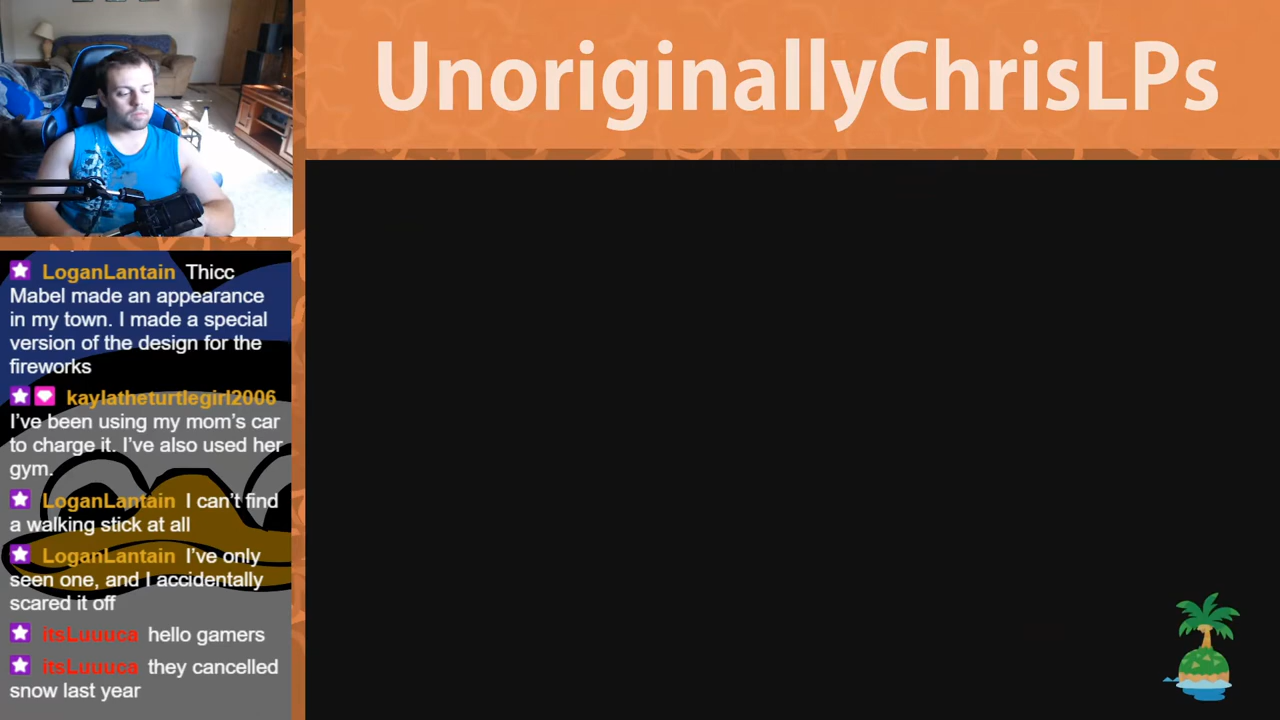 UnoriginallyChrisLPs
LoganLantain Thicc
Mabel made an appearance
in my town. I made a special
version of the design for the
fireworks
kaylatheturtlegirl2006
I've been using my mom's car
to charge it. I've also used her
gym.
LoganLantain I can't find
a walking stick at all
LoganLantain I've only
seen one, and I accidentally
scared it off
itsLuuuca hello gamers
itsLuuuca they cancelled
snow last year